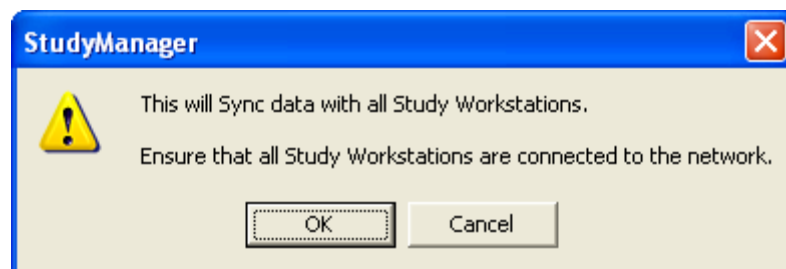 StudyManager
This will Sync data with all Study Workstations.
Ensure that all Study Workstations are connected to the network.
OK Cancel